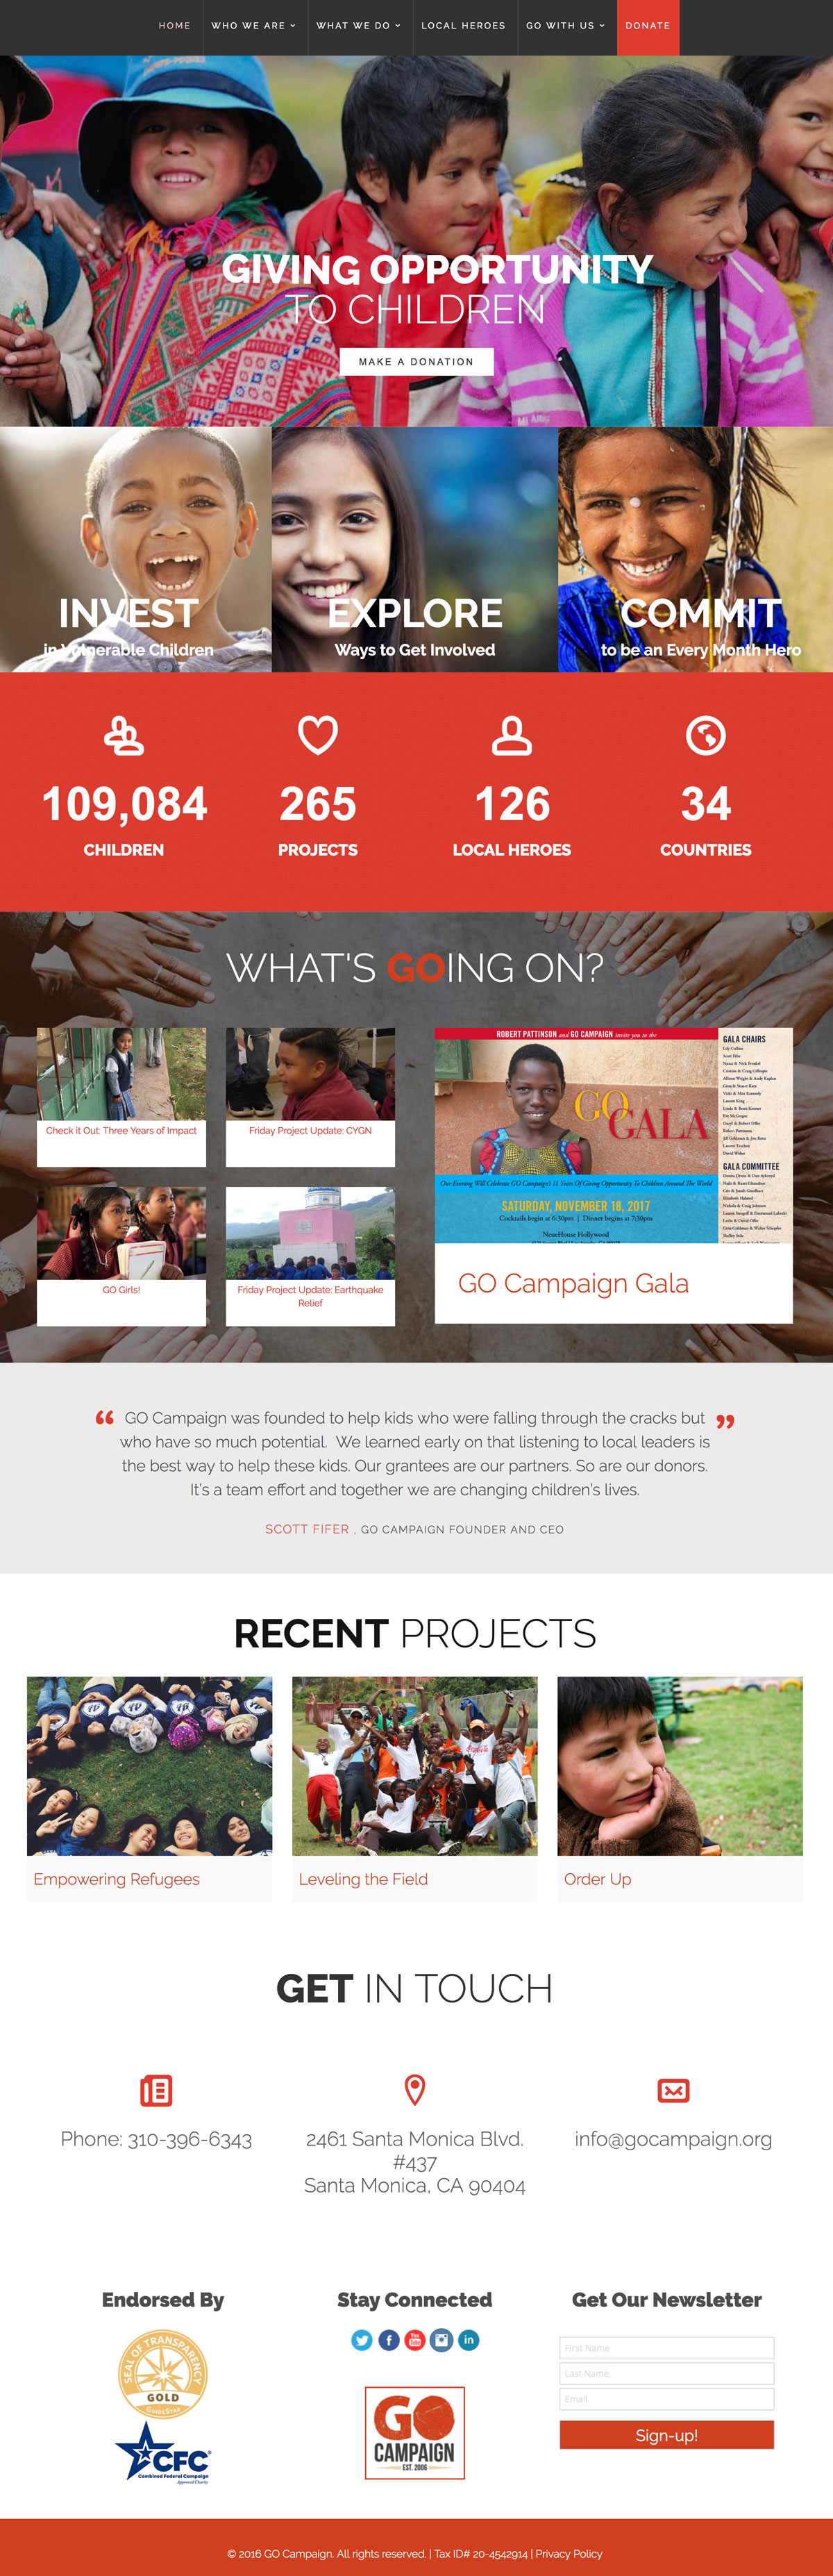 HOME
WHO WE ARE
WHAT WE DO
LOCAL HEROES
GO WITH US
DONATE
GIVING OPPORTUNITY
TO CHILDREN
MAKE A DONATION
INVEST
in Vulnerable Children
EXPLORE
Ways to Get Involved
COMMIT
to be an Every Month Hero
109,084
CHILDREN
265
PROJECTS
126
LOCAL HEROES
34
COUNTRIES
WHAT'S GOING ON?
Check it Out: Three Years of Impact
Friday Project Update: CYGN
GO Girls!
Friday Project Update: Earthquake
Relief
ROBERT PATTINSON and GO CAMPAIGN invite you to the
GO
GALA
Our Evening Will Celebrate GO Campaign's 11 Years Of Giving Opportunity To Children Around The World
SATURDAY, NOVEMBER 18, 2017
Cocktails begin at 6:30pm | Dinner begins at 7:30pm
NeueHouse Hollywood
GALA CHAIRS
Lily Collins
Scott Fifer
Robert Pattinson
GALA COMMITTEE
GO Campaign Gala
“ GO Campaign was founded to help kids who were falling through the cracks but ”
who have so much potential. We learned early on that listening to local leaders is
the best way to help these kids. Our grantees are our partners. So are our donors.
It's a team effort and together we are changing children's lives.
SCOTT FIFER , GO CAMPAIGN FOUNDER AND CEO
RECENT PROJECTS
Empowering Refugees
Leveling the Field
Order Up
GET IN TOUCH
Phone: 310-396-6343
2461 Santa Monica Blvd.
#437
Santa Monica, CA 90404
info@gocampaign.org
Endorsed By
SEAL OF TRANSPARENCY
GOLD
GUIDESTAR
CFC
Combined Federal Campaign
Approved Charity
Stay Connected
You
Tube
in
GO
CAMPAIGN
EST. 2006
Get Our Newsletter
First Name
Last Name
Email
Sign-up!
© 2016 GO Campaign. All rights reserved. | Tax ID# 20-4542914 | Privacy Policy